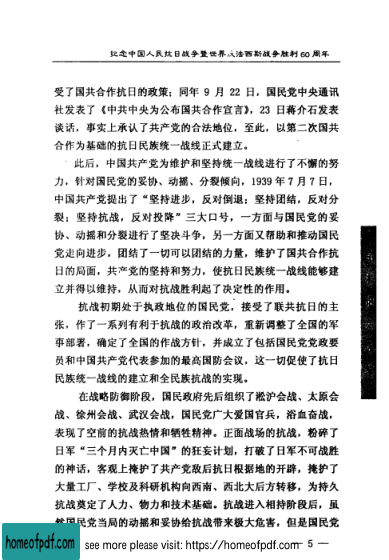 纪念中国人民抗日战争暨世界反法西斯战争胜利60周年
受了国共合作抗日的政策；同年 9 月 22 日，国民党中央通讯
社发表了《中共中央为公布国共合作宣言》，23 日蒋介石发表
谈话，事实上承认了共产党的合法地位，至此，以第二次国共
合作为基础的抗日民族统一战线正式建立。
此后，中国共产党为维护和坚持统一战线进行了不懈的努
力，针对国民党的妥协、动摇、分裂倾向，1939 年 7 月 7 日，
中国共产党提出了“坚持进步，反对倒退；坚持团结，反对分
裂；坚持抗战，反对投降”三大口号，一方面与国民党的妥
协、动摇和分裂进行了坚决斗争，另一方面又帮助和推动国民
党走向进步，团结了一切可以团结的力量，维护了国共合作抗
日的局面，共产党的坚持和努力，使抗日民族统一战线能够建
立并得以维持，从而对抗战胜利起了决定性的作用。
抗战初期处于执政地位的国民党，接受了联共抗日的主
张，作了一系列有利于抗战的政治改革，重新调整了全国的军
事部署，确定了全国的作战方针，并成立了包括国民党党政要
员和中国共产党代表参加的最高国防会议，这一切促使了抗日
民族统一战线的建立和全民族抗战的实现。
在战略防御阶段，国民政府先后组织了淞沪会战、太原会
战、徐州会战、武汉会战，国民党广大爱国官兵，浴血奋战，
表现了空前的抗战热情和牺牲精神。正面战场的抗战，粉碎了
日军“三个月内灭亡中国”的狂妄计划，打破了日军不可战胜
的神话，客观上掩护了共产党敌后抗日根据地的开辟，掩护了
大量工厂、学校及科研机构向西南、西北大后方转移，为持久
抗战奠定了人力、物力和技术基础。抗战进入相持阶段后，虽
然国民党当局的动摇和妥协给抗战带来极大危害，但是国民党
— 5 —
homeofpdf.com
see more please visit: https://homeofpdf.com